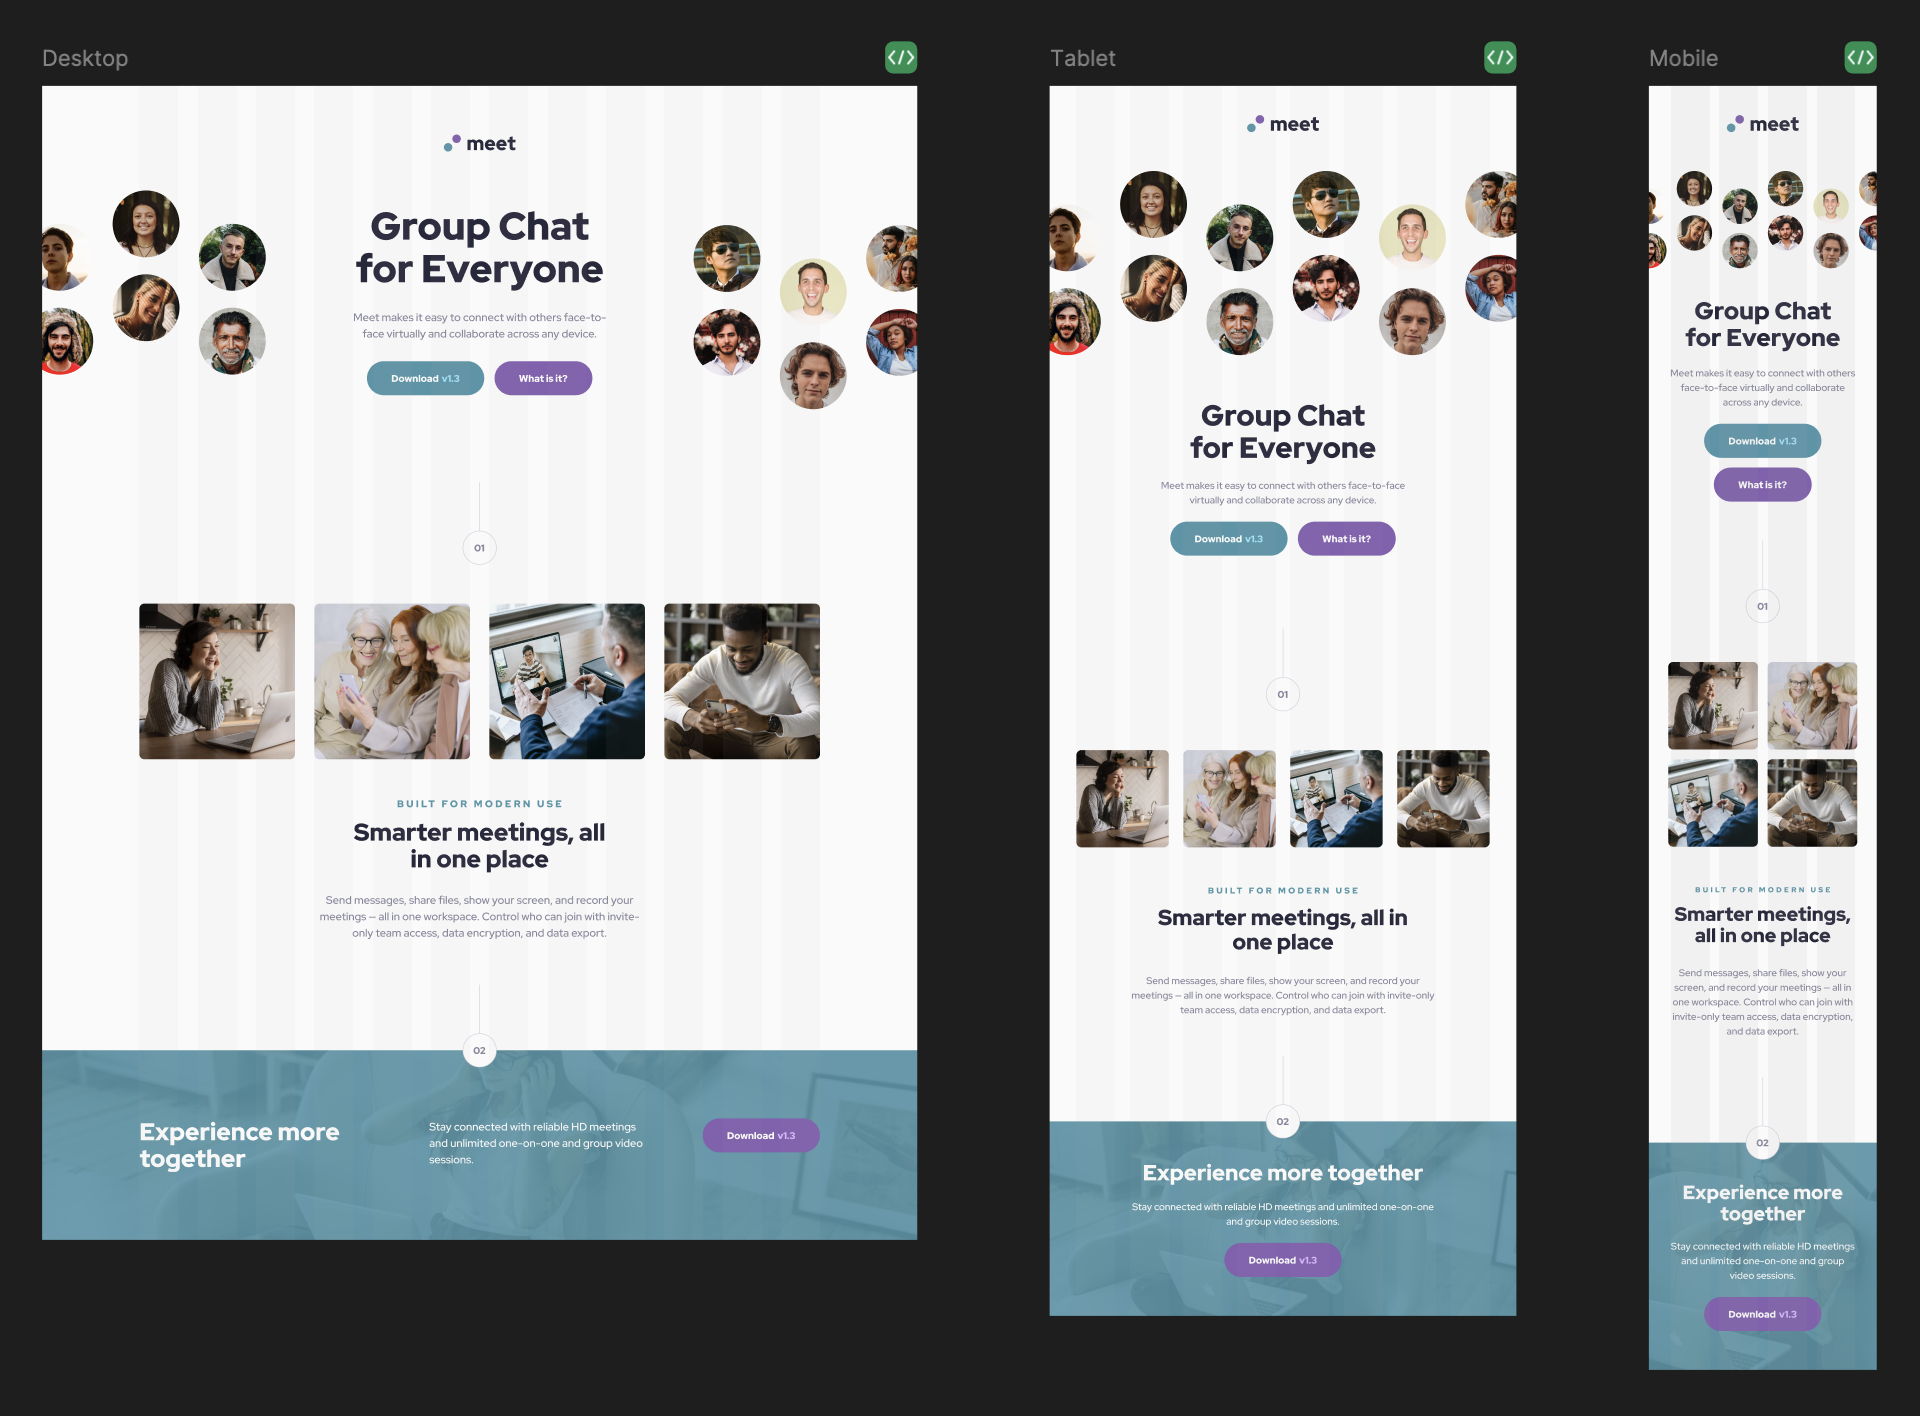 Desktop
meet
Group Chat
for Everyone
Meet makes it easy to connect with others face-to-
face virtually and collaborate across any device.
Download v1.3
What is it?
01
BUILT FOR MODERN USE
Smarter meetings, all
in one place
Send messages, share files, show your screen, and record your
meetings — all in one workspace. Control who can join with invite-
only team access, data encryption, and data export.
02
Experience more
together
Stay connected with reliable HD meetings
and unlimited one-on-one and group video
sessions.
Download v1.3
Tablet
meet
Group Chat
for Everyone
Meet makes it easy to connect with others face-to-face
virtually and collaborate across any device.
Download v1.3
What is it?
01
BUILT FOR MODERN USE
Smarter meetings, all in
one place
Send messages, share files, show your screen, and record your
meetings — all in one workspace. Control who can join with invite-only
team access, data encryption, and data export.
02
Experience more together
Stay connected with reliable HD meetings and unlimited one-on-one
and group video sessions.
Download v1.3
Mobile
meet
Group Chat
for Everyone
Meet makes it easy to connect with others
face-to-face virtually and collaborate
across any device.
Download v1.3
What is it?
01
BUILT FOR MODERN USE
Smarter meetings,
all in one place
Send messages, share files, show your
screen, and record your meetings — all in
one workspace. Control who can join with
invite-only team access, data encryption,
and data export.
02
Experience more
together
Stay connected with reliable HD meetings
and unlimited one-on-one and group
video sessions.
Download v1.3